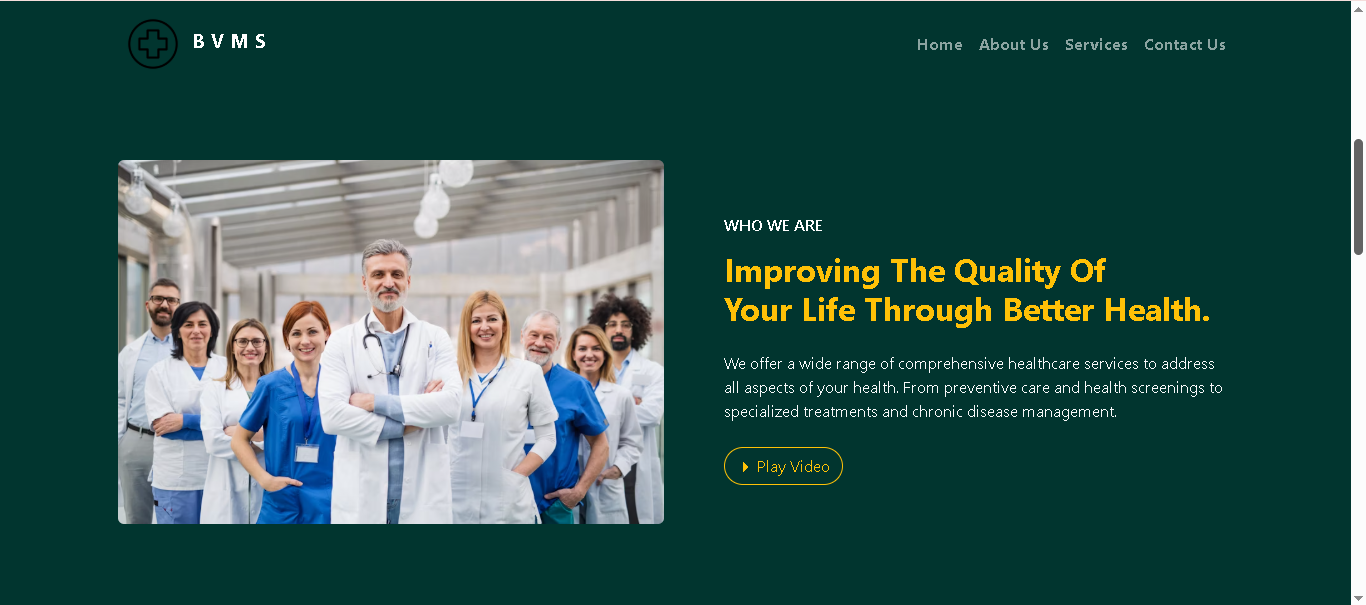 BVMS
Home About Us Services Contact Us
WHO WE ARE
Improving The Quality Of
Your Life Through Better Health.
We offer a wide range of comprehensive healthcare services to address
all aspects of your health. From preventive care and health screenings to
specialized treatments and chronic disease management.
Play Video